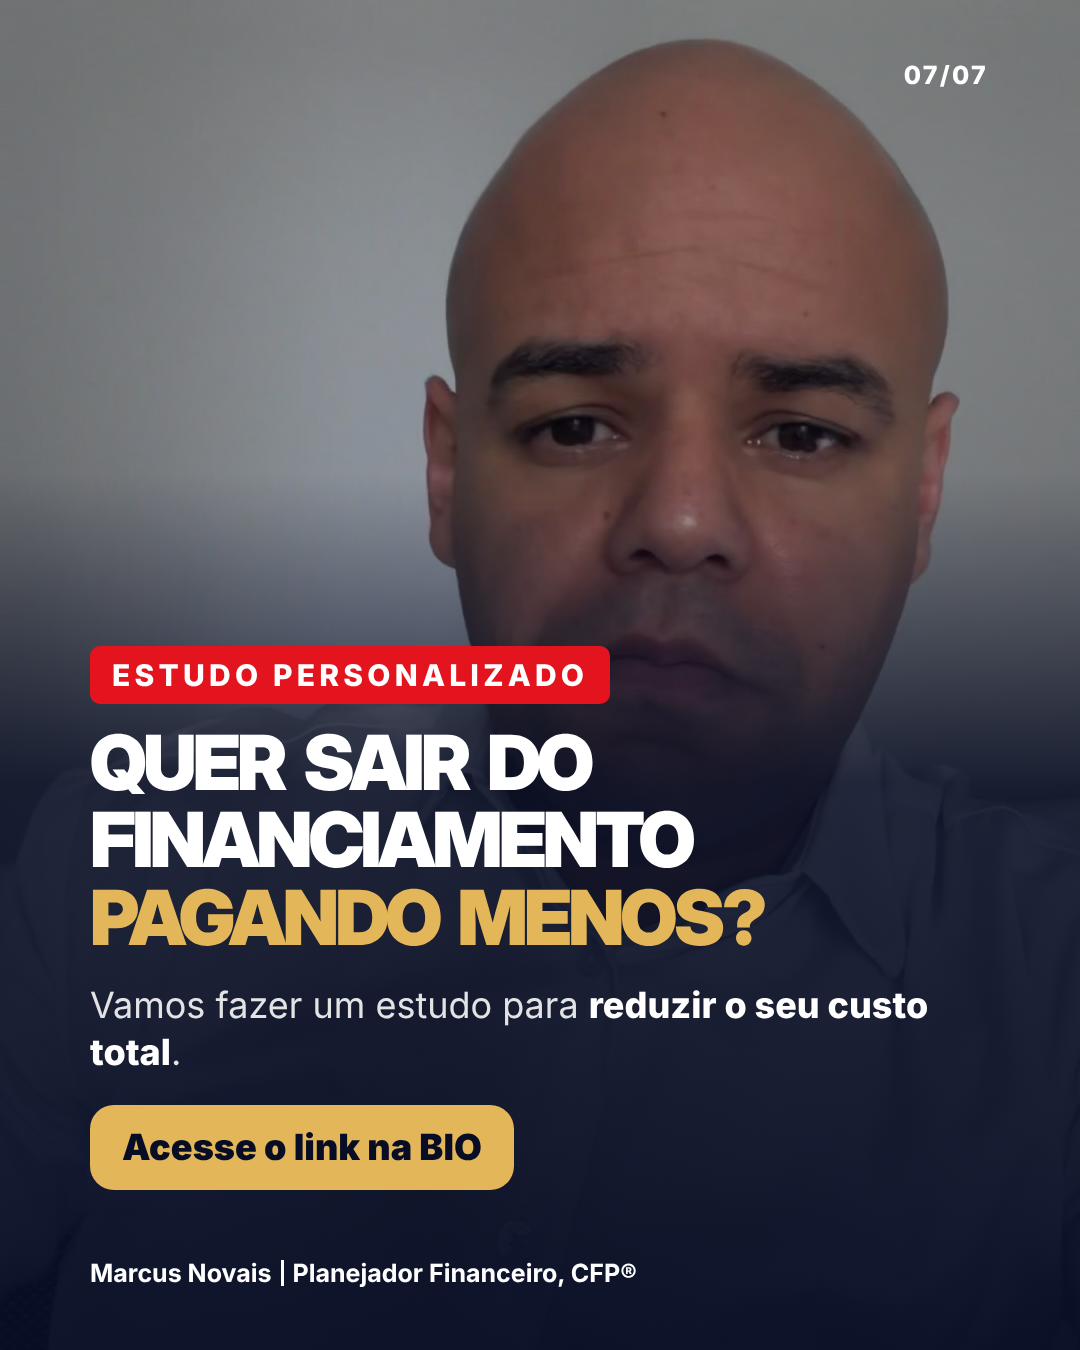 07/07
ESTUDO PERSONALIZADO
QUER SAIR DO
FINANCIAMENTO
PAGANDO MENOS?
Vamos fazer um estudo para reduzir o seu custo
total.
Acesse o link na BIO
Marcus Novais | Planejador Financeiro, CFP®